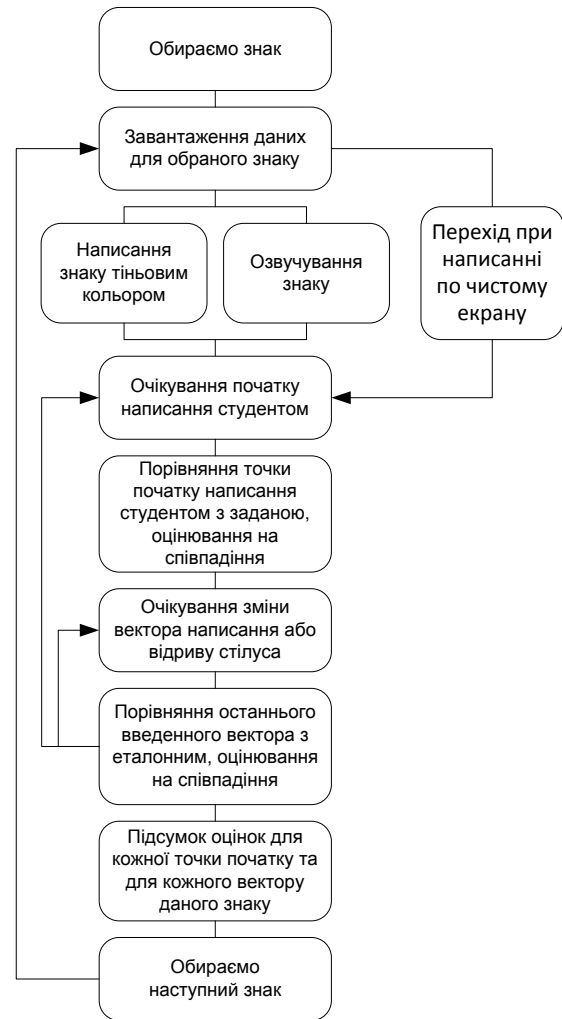 Обираємо знак
Завантаження даних
для обраного знаку
Написання
знаку тіньовим
кольором
Озвучування
знаку
Перехід при
написанні
по чистому
екрану
Очікування початку
написання студентом
Порівняння точки
початку написання
студентом з заданою,
оцінювання на
співпадіння
Очікування зміни
вектора написання або
відриву стілуса
Порівняння останнього
введенного вектора з
еталонним, оцінювання
на співпадіння
Підсумок оцінок для
кожної точки початку та
для кожного вектору
даного знаку
Обираємо
наступний знак